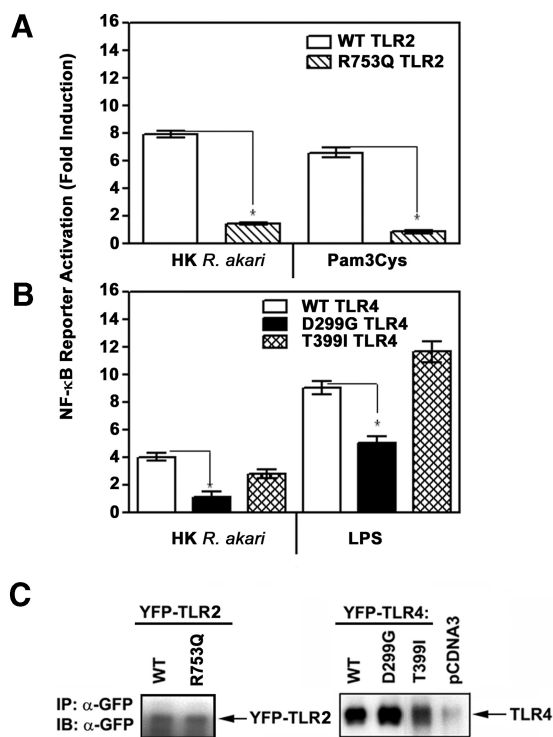 A
NF-κB Reporter Activation (Fold Induction)
16
14
12
10
8
6
4
2
0
WT TLR2
R753Q TLR2
*
*
HK R. akari
Pam3Cys
B
16
14
12
10
8
6
4
2
0
WT TLR4
D299G TLR4
T399I TLR4
*
*
HK R. akari
LPS
C
YFP-TLR2
WT
R753Q
IP: α-GFP
IB: α-GFP
YFP-TLR2
YFP-TLR4:
WT
D299G
T399I
pCDNA3
TLR4